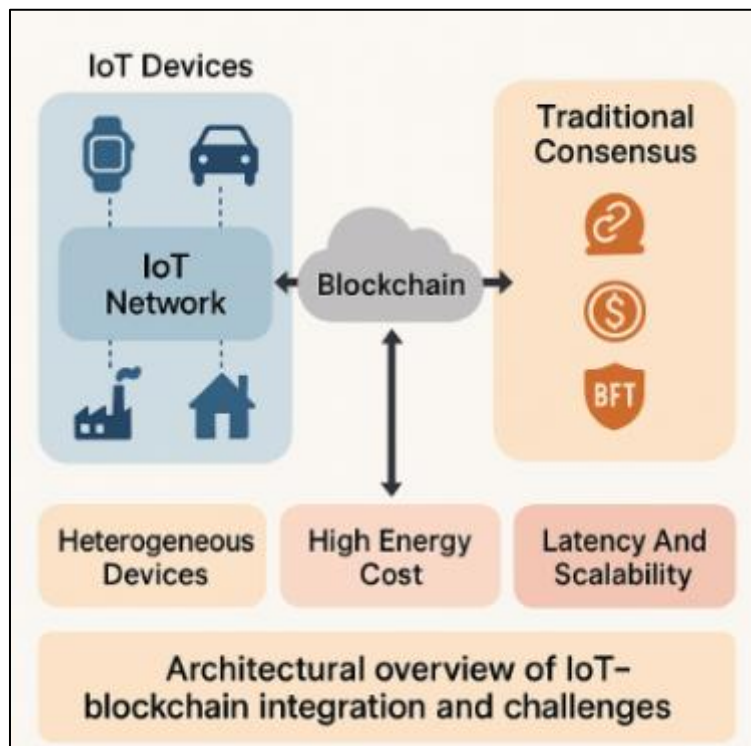 IoT Devices
IoT
Network
Blockchain
Traditional
Consensus
$
BFT
Heterogeneous
Devices
High Energy
Cost
Latency And
Scalability
Architectural overview of IoT–
blockchain integration and challenges